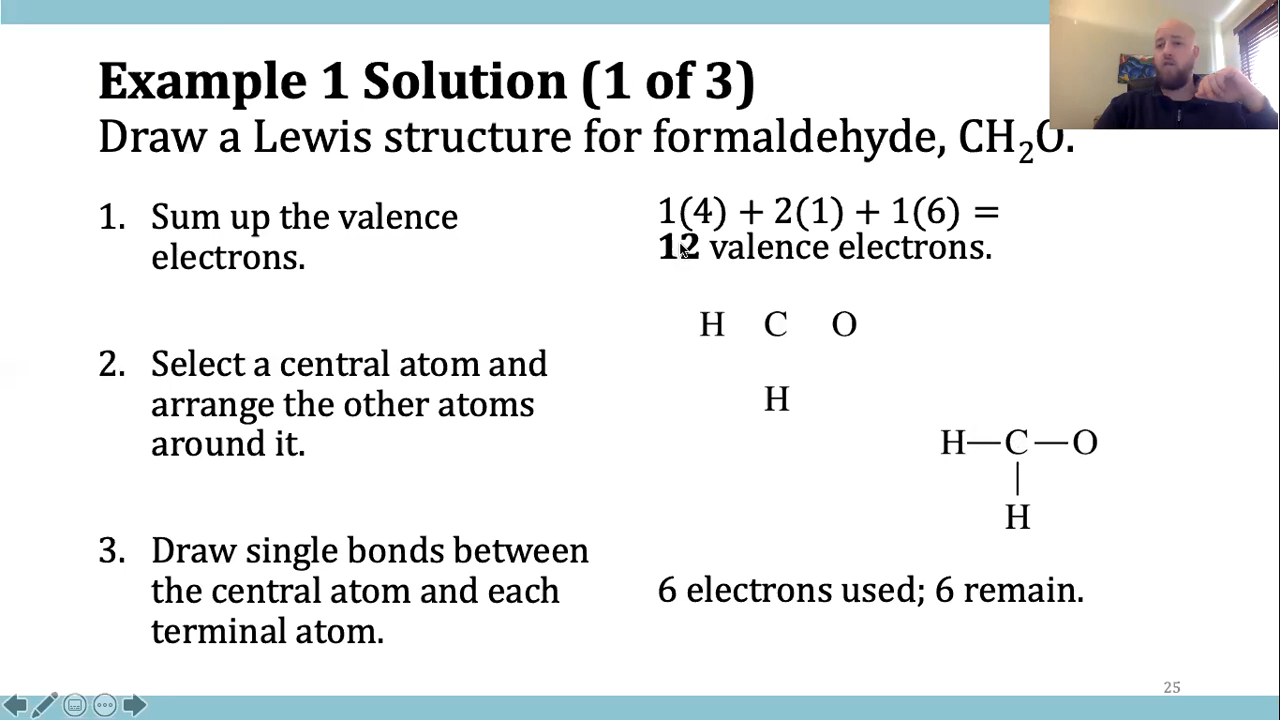 Example 1 Solution (1 of 3)
Draw a Lewis structure for formaldehyde, CH₂O.
1. Sum up the valence
electrons.
1(4) + 2(1) + 1(6) =
12 valence electrons.
H C O
H
2. Select a central atom and
arrange the other atoms
around it.
H—C—O
|
H
3. Draw single bonds between
the central atom and each
terminal atom.
6 electrons used; 6 remain.
25